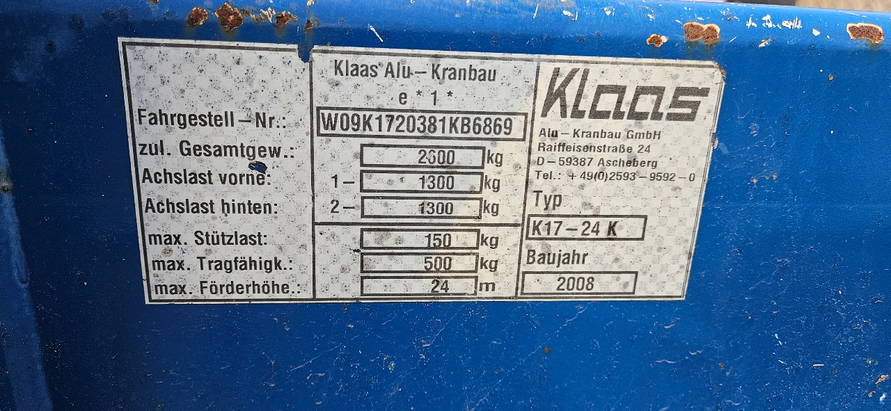 Klaas Alu-Kranbau
e * 1 *
Fahrgestell-Nr.: W09K1720381KB6869
zul. Gesamtgew.: 2600 kg
Achslast vorne: 1- 1300 kg
Achslast hinten: 2- 1300 kg
max. Stützlast: 150 kg
max. Tragfähigk.: 500 kg
max. Förderhöhe.: 24 m
Klaas
Alu-Kranbau GmbH
Raiffeisenstraße 24
D-59387 Ascheberg
Tel.: +49(0)2593-9592-0
Typ
K17-24 K
Baujahr
2008